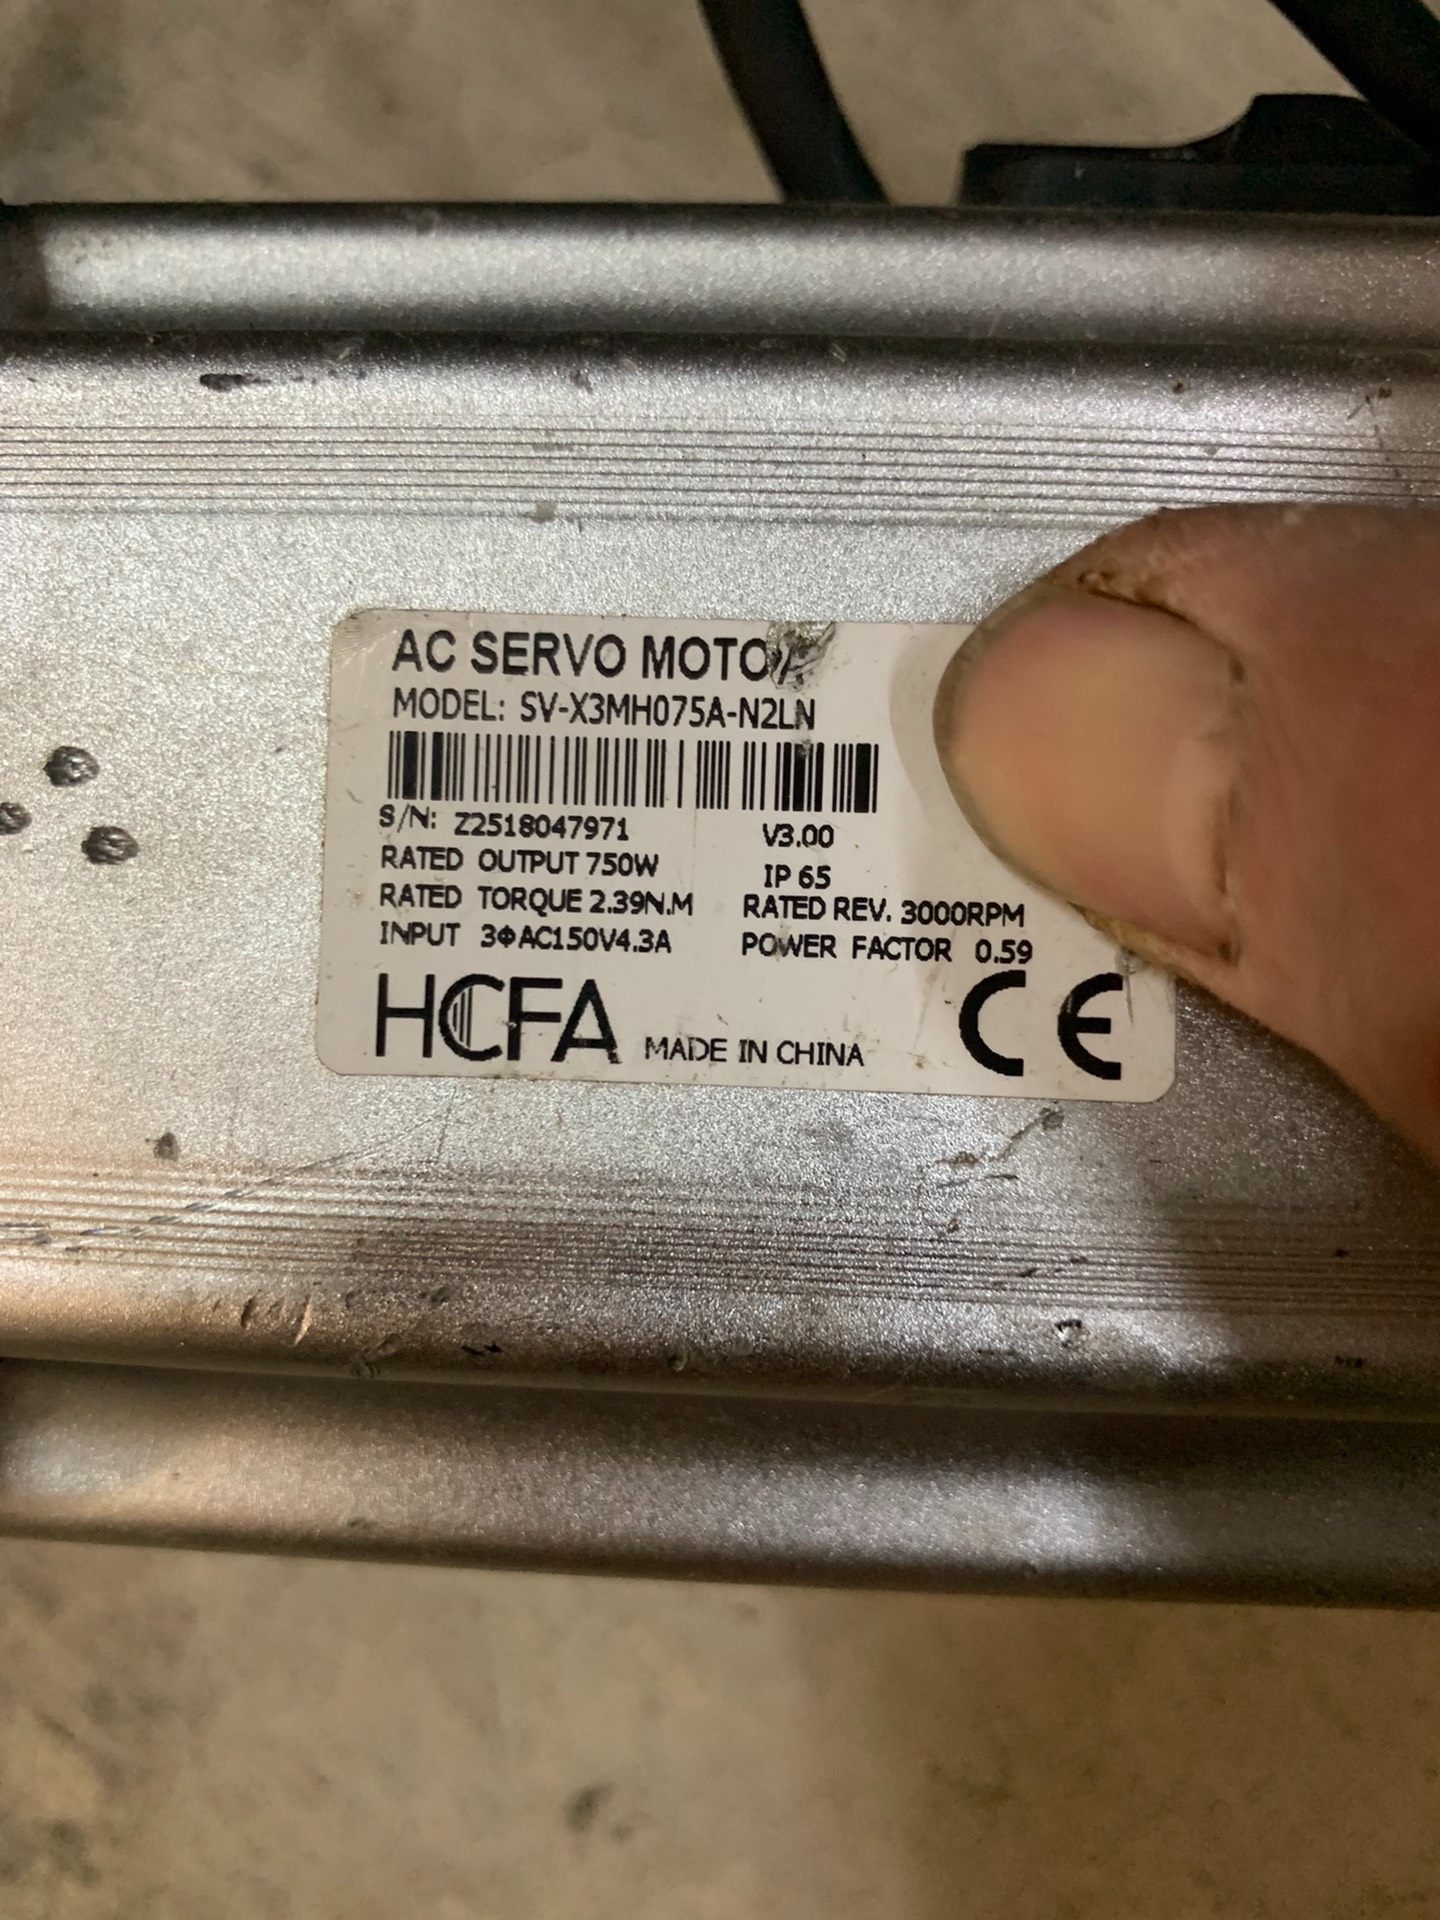 AC SERVO MOTOR
MODEL: SV-X3MH075A-N2LN
S/N: Z2518047971 V3.00
RATED OUTPUT 750W IP 65
RATED TORQUE 2.39N.M RATED REV. 3000RPM
INPUT 3ΦAC150V4.3A POWER FACTOR 0.59
HCFA MADE IN CHINA CE